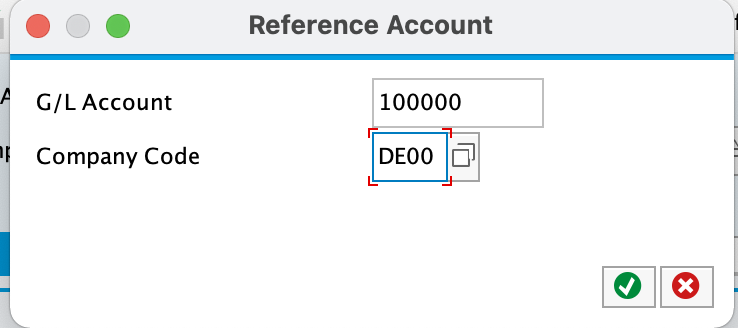 Reference Account
G/L Account 100000
Company Code DE00